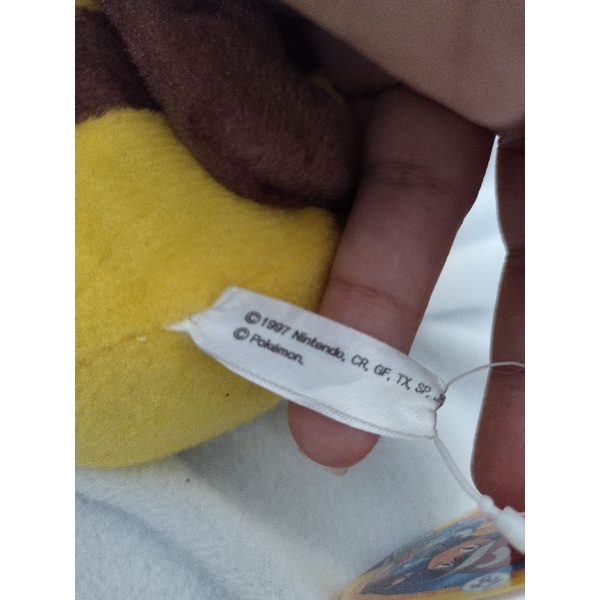 ©1997 Nintendo, CR, GF, TX, SP,
© Pokémon.